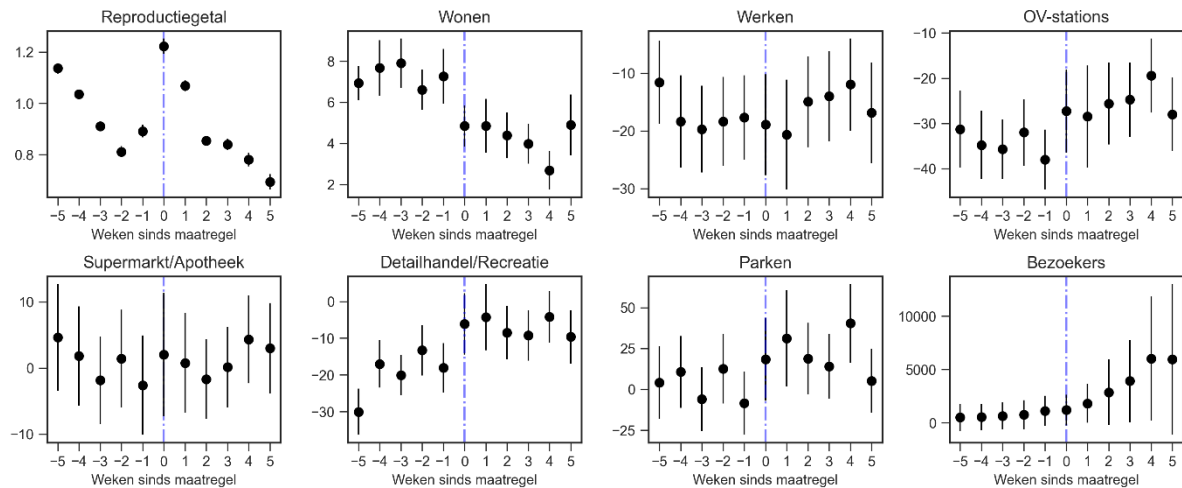 Reproductiegetal
1.2
1.0
0.8
−5 −4 −3 −2 −1 0 1 2 3 4 5
Weken sinds maatregel
Wonen
8
6
4
2
−5 −4 −3 −2 −1 0 1 2 3 4 5
Weken sinds maatregel
Werken
−10
−20
−30
−5 −4 −3 −2 −1 0 1 2 3 4 5
Weken sinds maatregel
OV-stations
−10
−20
−30
−40
−5 −4 −3 −2 −1 0 1 2 3 4 5
Weken sinds maatregel
Supermarkt/Apotheek
10
0
−10
−5 −4 −3 −2 −1 0 1 2 3 4 5
Weken sinds maatregel
Detailhandel/Recreatie
0
−10
−20
−30
−5 −4 −3 −2 −1 0 1 2 3 4 5
Weken sinds maatregel
Parken
50
25
0
−25
−5 −4 −3 −2 −1 0 1 2 3 4 5
Weken sinds maatregel
Bezoekers
10000
5000
0
−5 −4 −3 −2 −1 0 1 2 3 4 5
Weken sinds maatregel